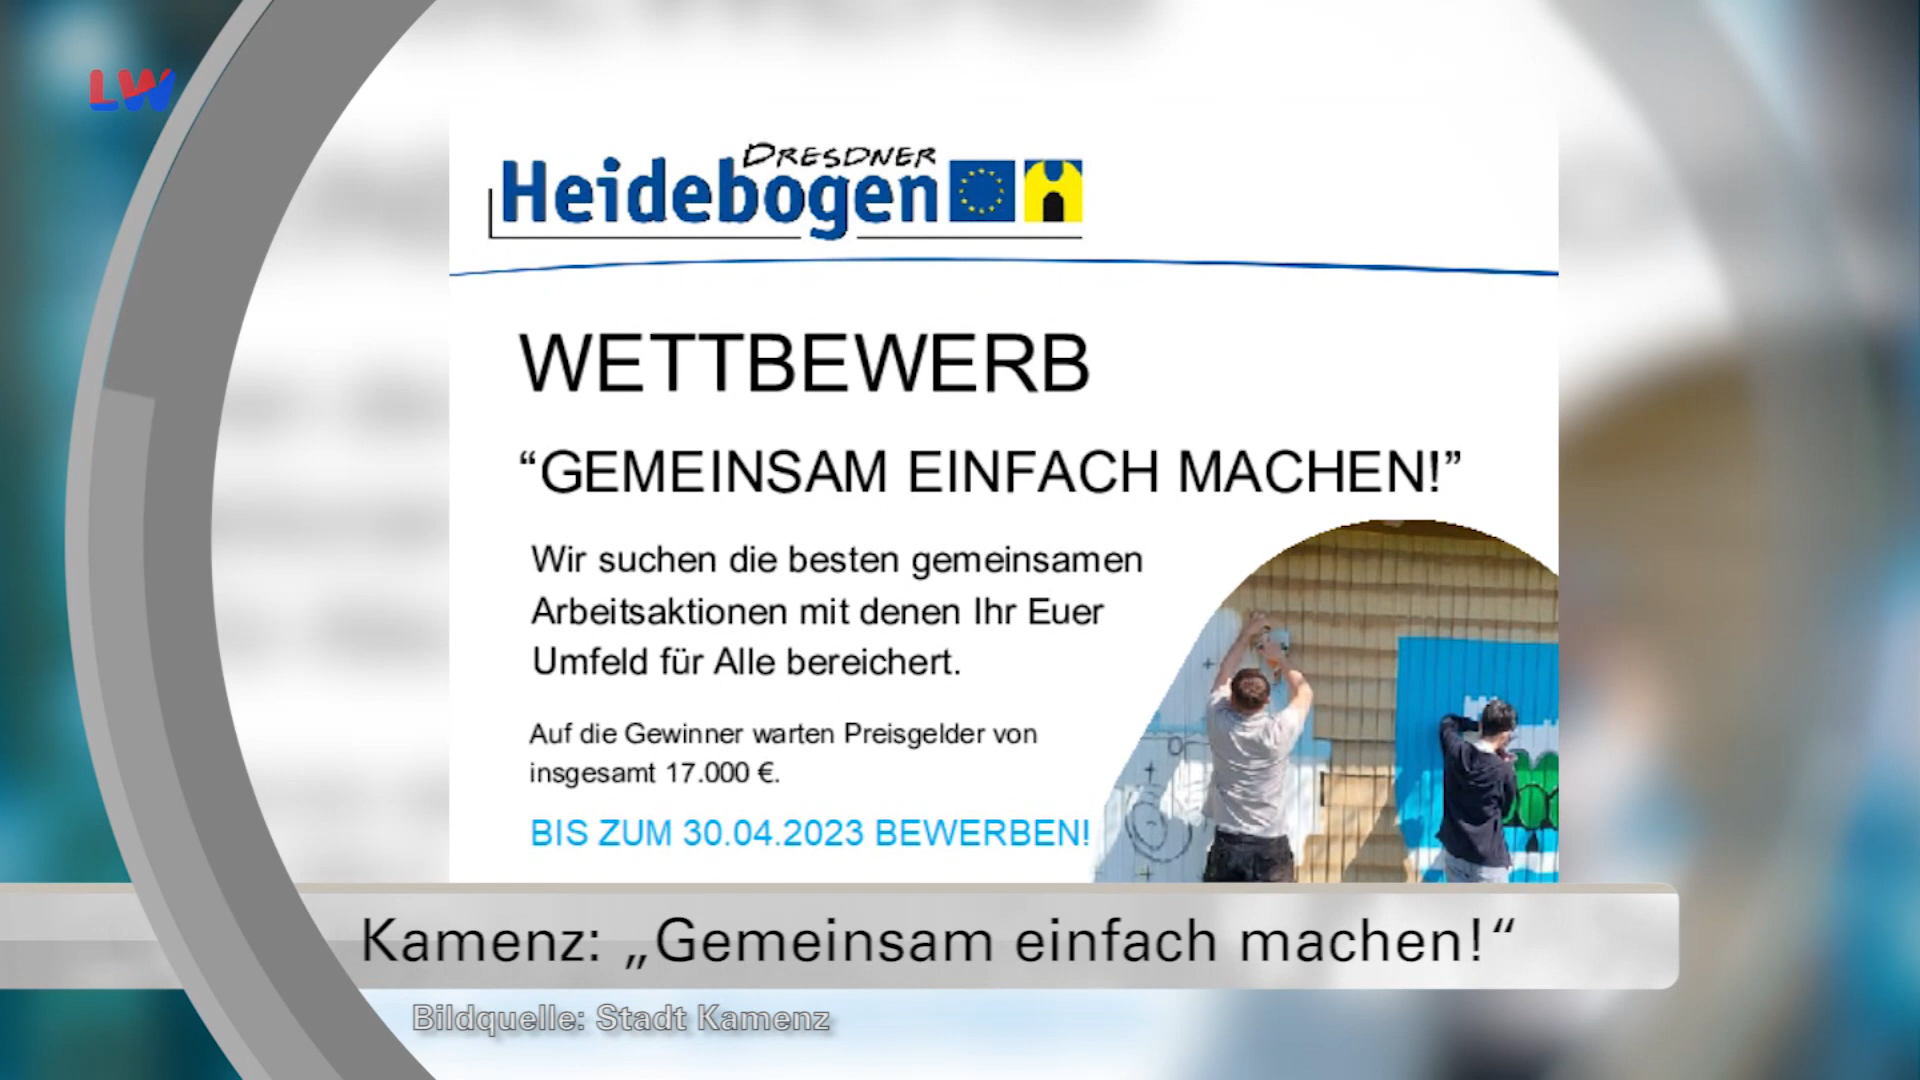 LW
DRESDNER
Heidebogen
WETTBEWERB
“GEMEINSAM EINFACH MACHEN!”
Wir suchen die besten gemeinsamen
Arbeitsaktionen mit denen Ihr Euer
Umfeld für Alle bereichert.
Auf die Gewinner warten Preisgelder von
insgesamt 17.000 €.
BIS ZUM 30.04.2023 BEWERBEN!
Kamenz: „Gemeinsam einfach machen!“
Bildquelle: Stadt Kamenz